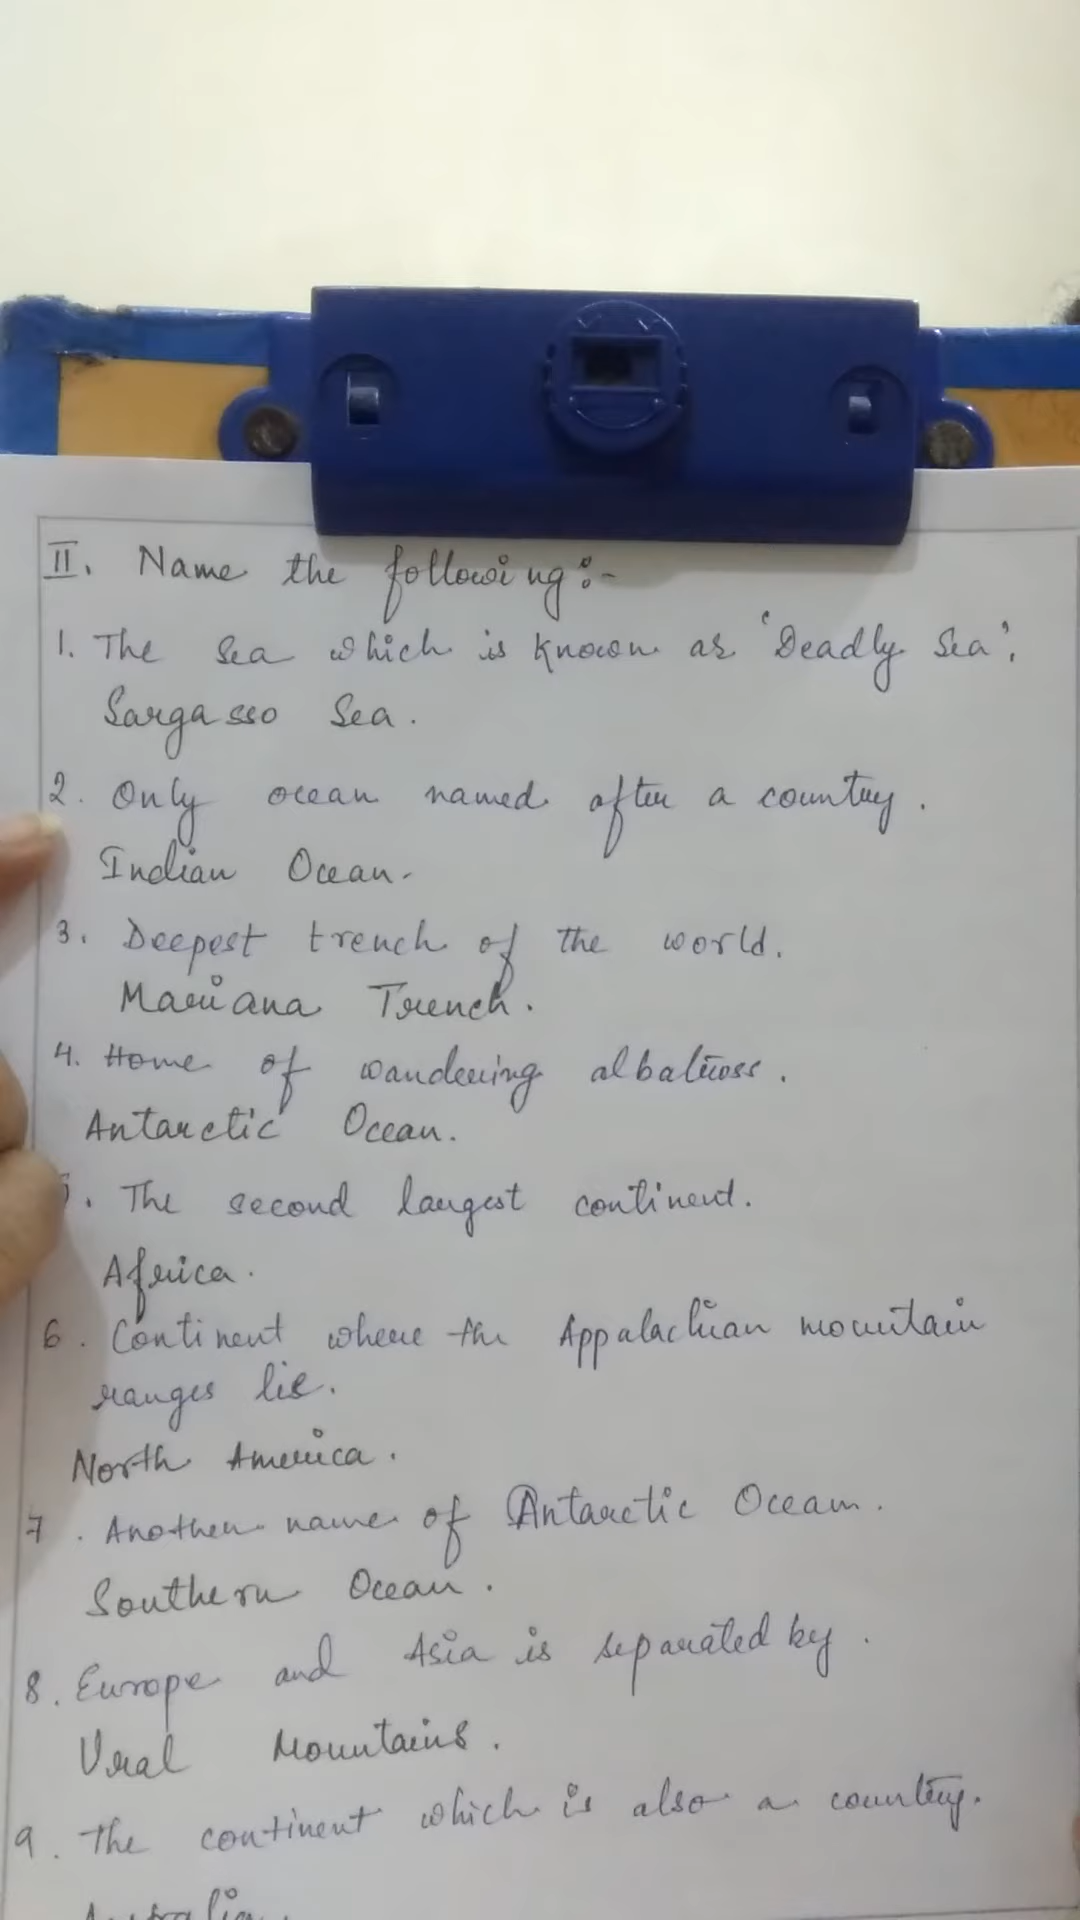 II. Name the following:-
1. The Sea which is known as 'Deadly Sea'.
Sargasso Sea.
2. Only ocean named after a country.
Indian Ocean.
3. Deepest trench of the world.
Mariana Trench.
4. Home of wandering albatross.
Antarctic Ocean.
. The second largest continent.
Africa.
6. Continent where the Appalachian mountain
ranges lie.
North America.
7. Another name of Antarctic Ocean.
Southern Ocean.
8. Europe and Asia is separated by.
Ural Mountains.
9. The continent which is also a country.
Australia.